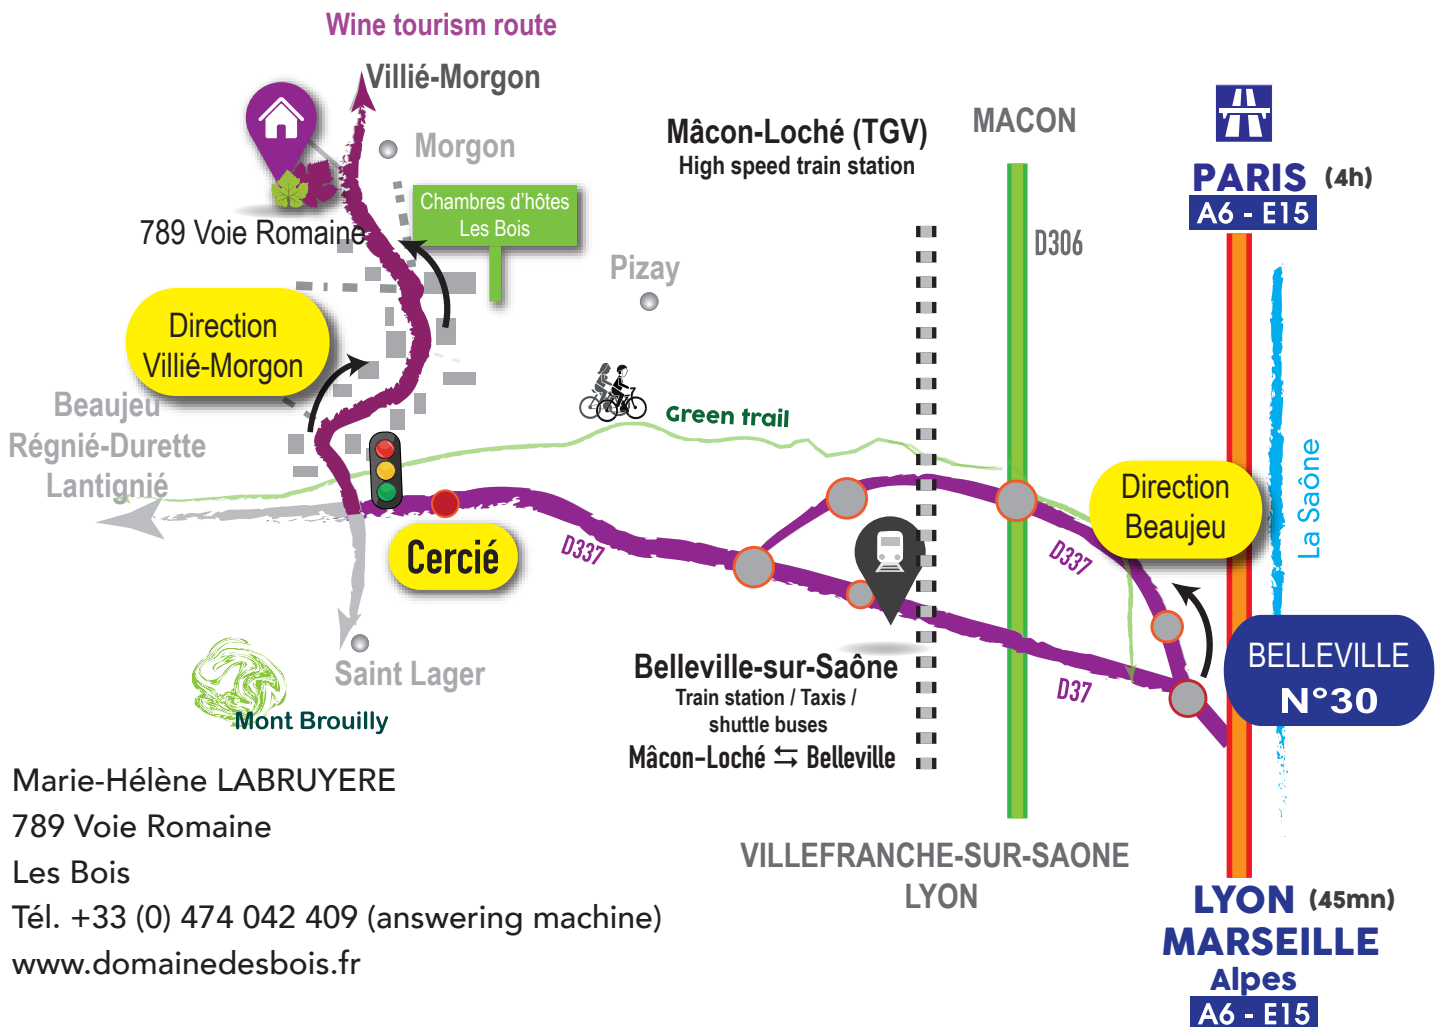 Wine tourism route
Villié-Morgon
Morgon
Chambres d'hôtes
Les Bois
789 Voie Romaine
Direction
Villié-Morgon
Beaujeu
Régnié-Durette
Lantignié
Pizay
Mâcon-Loché (TGV)
High speed train station
MACON
D306
PARIS (4h)
A6 - E15
Green trail
Cercié
D337
D337
Direction
Beaujeu
La Saône
BELLEVILLE
N°30
D37
Saint Lager
Mont Brouilly
Belleville-sur-Saône
Train station / Taxis /
shuttle buses
Mâcon-Loché ⇆ Belleville
VILLEFRANCHE-SUR-SAONE
LYON
LYON (45mn)
MARSEILLE
Alpes
A6 - E15
Marie-Hélène LABRUYERE
789 Voie Romaine
Les Bois
Tél. +33 (0) 474 042 409 (answering machine)
www.domainedesbois.fr